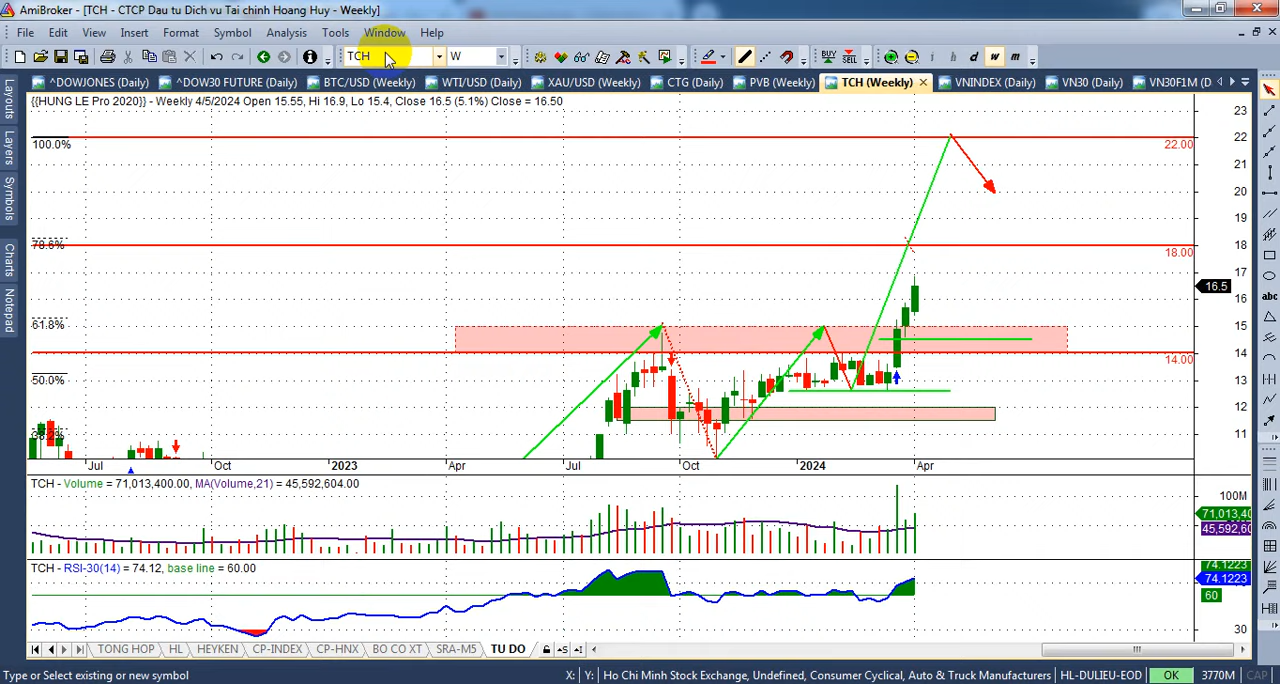 AmiBroker - [TCH - CTCP Dau tu Dich vu Tai chinh Hoang Huy - Weekly]
File Edit View Insert Format Symbol Analysis Tools Window Help
TCH W BUY SELL i h d w m
^DOWJONES (Daily) ^DOW30 FUTURE (Daily) BTC/USD (Weekly) WTI/USD (Daily) XAU/USD (Weekly) CTG (Daily) PVB (Weekly) TCH (Weekly) VNINDEX (Daily) VN30 (Daily) VN30F1M (D
Layouts
Layers
Symbols
Charts
Notepad
{{HUNG LE Pro 2020}} - Weekly 4/5/2024 Open 15.55, Hi 16.9, Lo 15.4, Close 16.5 (5.1%) Close = 16.50
23
22
100.0% 22.00
21
20
19
18
78.6% 18.00
17
16.5
16
15
61.8%
14
14.00
50.0% 13
12
11
Jul Oct 2023 Apr Jul Oct 2024 Apr
TCH - Volume = 71,013,400.00, MA(Volume,21) = 45,592,604.00
100M
71,013,40
45,592,60
TCH - RSI-30(14) = 74.12, base line = 60.00
74.1223
74.1223
60
30
abc
TONG HOP HL HEYKEN CP-INDEX CP-HNX BO CO XT SRA-M5 TU DO
Type or Select existing or new symbol X: Y: Ho Chi Minh Stock Exchange, Undefined, Consumer Cyclical, Auto & Truck Manufacturers HL-DULIEU-EOD OK 3770M CAP